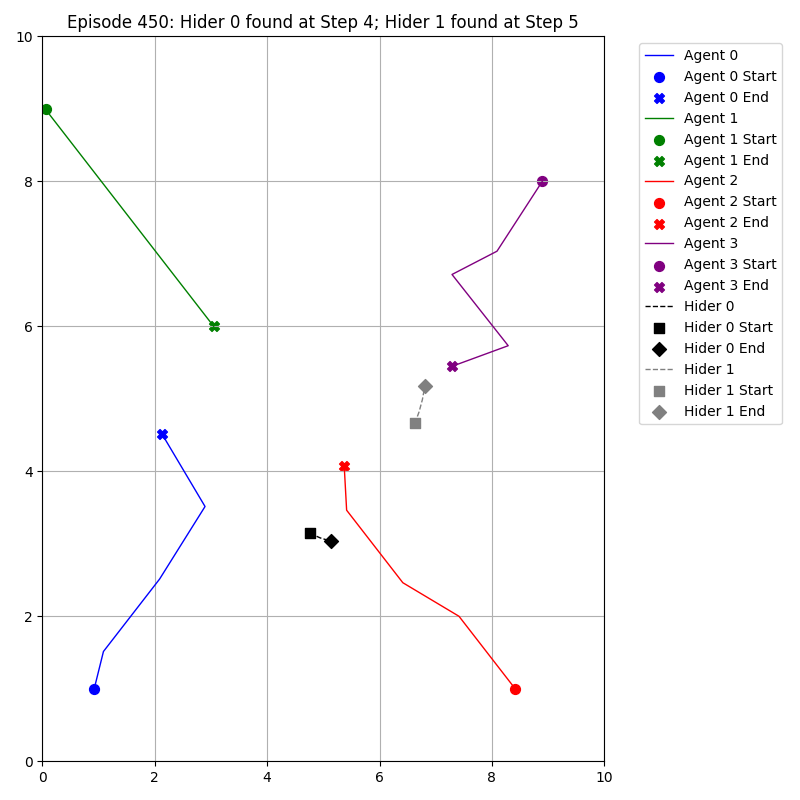 Episode 450: Hider 0 found at Step 4; Hider 1 found at Step 5
10
8
6
4
2
0
0 2 4 6 8 10
Agent 0
Agent 0 Start
Agent 0 End
Agent 1
Agent 1 Start
Agent 1 End
Agent 2
Agent 2 Start
Agent 2 End
Agent 3
Agent 3 Start
Agent 3 End
Hider 0
Hider 0 Start
Hider 0 End
Hider 1
Hider 1 Start
Hider 1 End